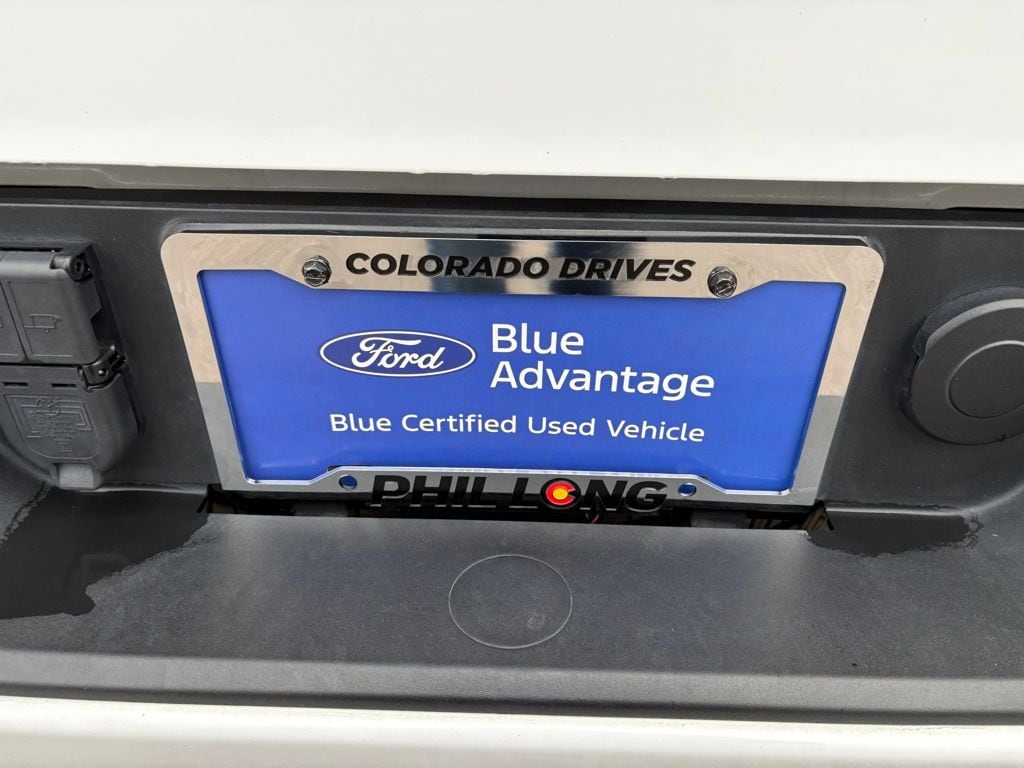 COLORADO DRIVES
Ford
Blue
Advantage
Blue Certified Used Vehicle
PHIL LONG